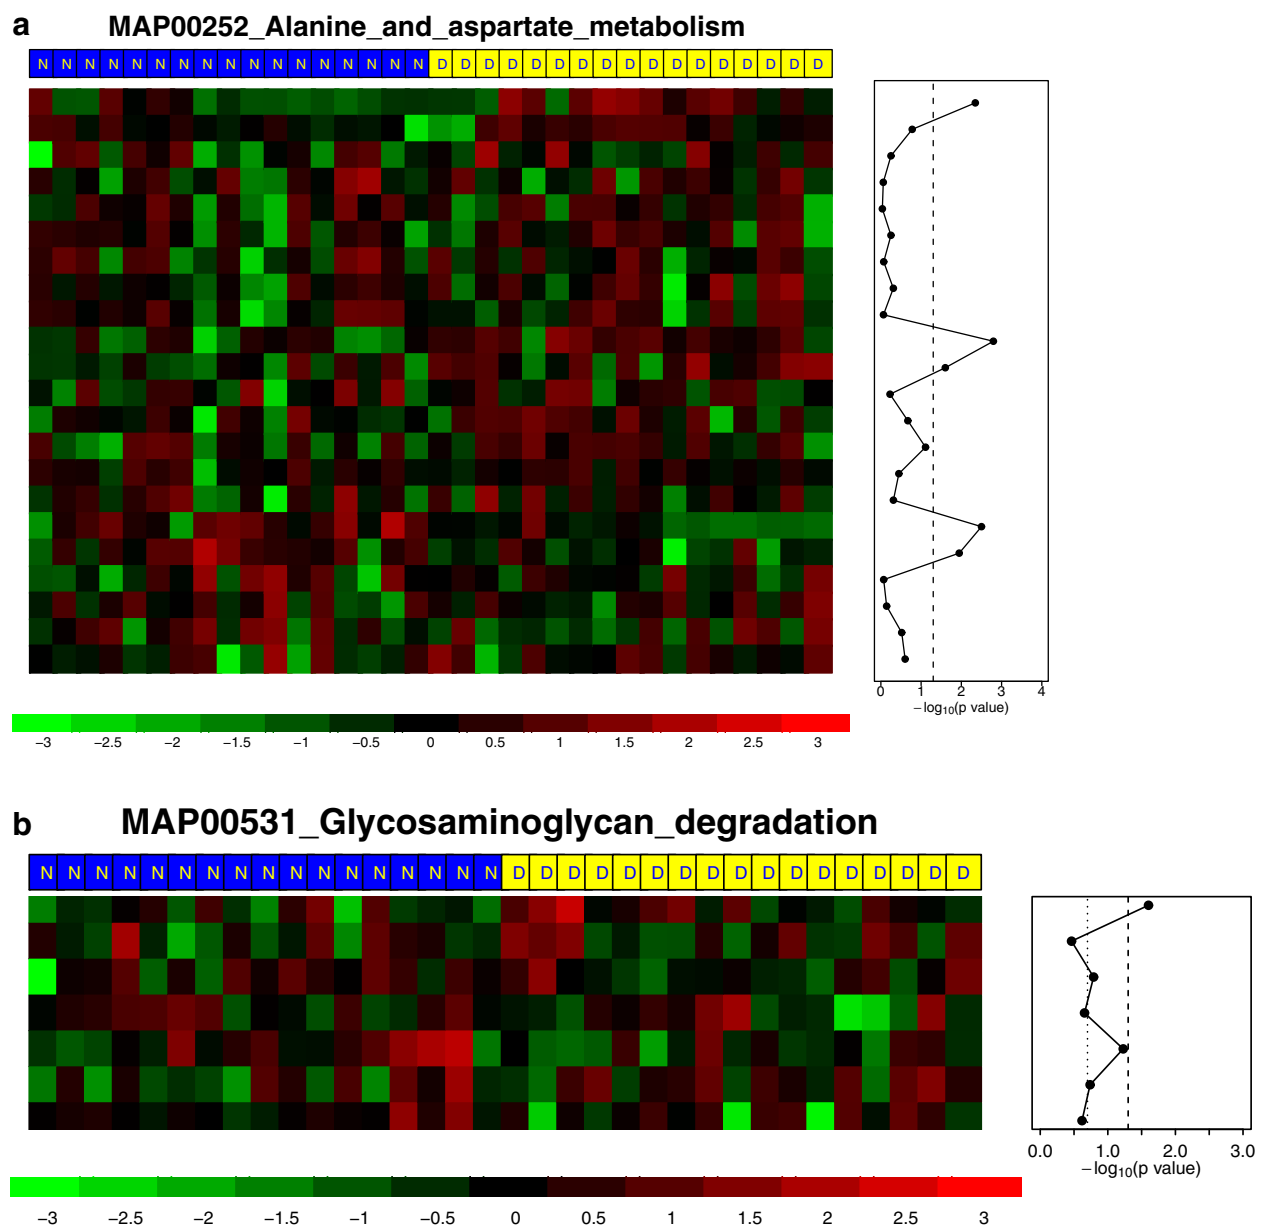 a
MAP00252_Alanine_and_aspartate_metabolism
N N N N N N N N N N N N N N N N N D D D D D D D D D D D D D D D D D
0 1 2 3 4
−log10(p value)
−3 −2.5 −2 −1.5 −1 −0.5 0 0.5 1 1.5 2 2.5 3
b
MAP00531_Glycosaminoglycan_degradation
N N N N N N N N N N N N N N N N N D D D D D D D D D D D D D D D D D
0.0 1.0 2.0 3.0
−log10(p value)
−3 −2.5 −2 −1.5 −1 −0.5 0 0.5 1 1.5 2 2.5 3